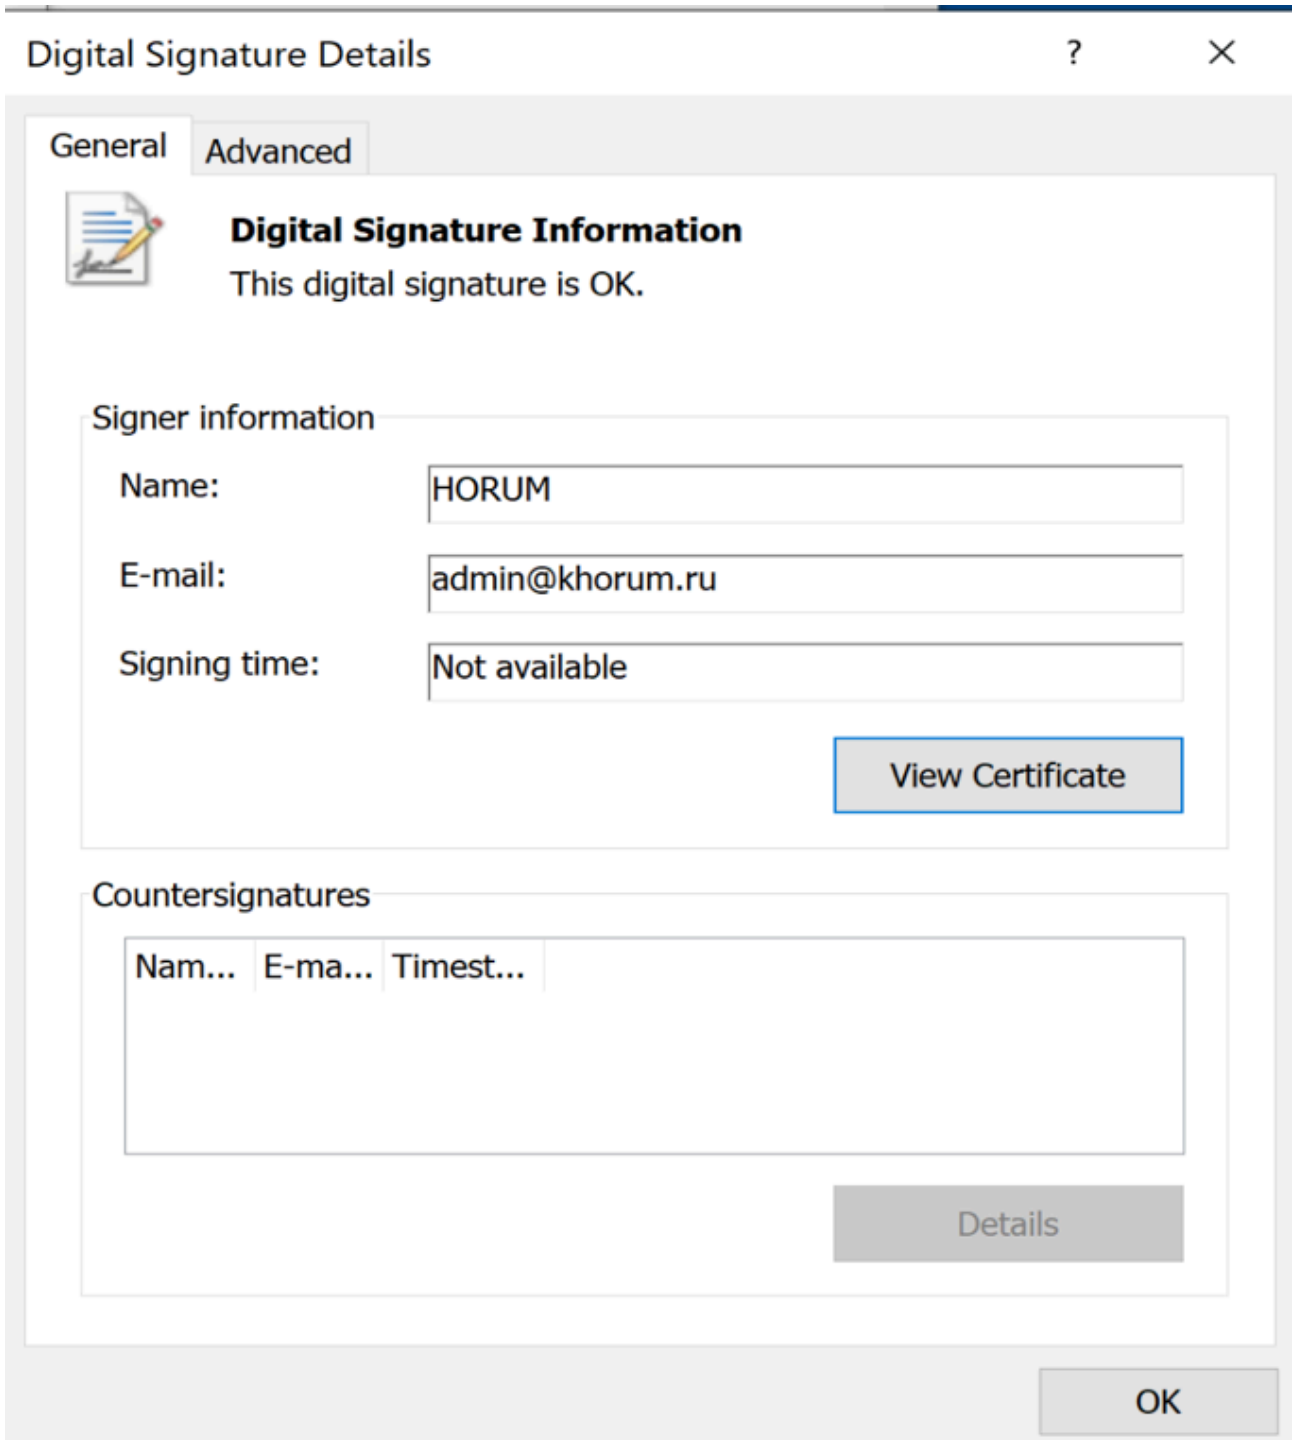 Digital Signature Details
?
General
Advanced
Digital Signature Information
This digital signature is OK.
Signer information
Name:
HORUM
E-mail:
admin@khorum.ru
Signing time:
Not available
View Certificate
Countersignatures
Nam... E-ma... Timest...
Details
OK